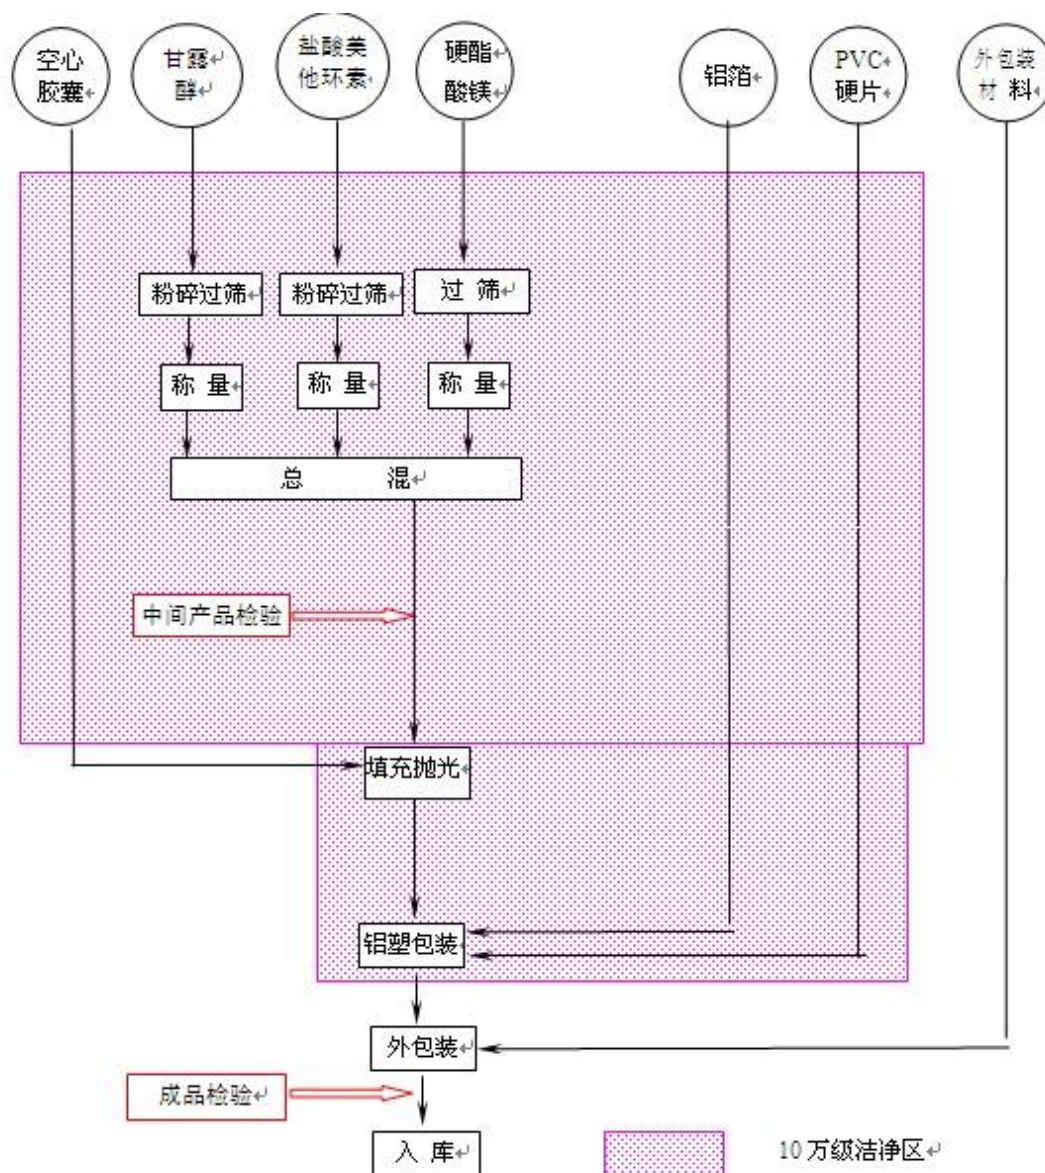 空心
胶囊
甘露
醇
盐酸美
他环素
硬酯
酸镁
铝箔
PVC
硬片
外包装
材 料
粉碎过筛
粉碎过筛
过 筛
称 量
称 量
称 量
总 混
中间产品检验
填充抛光
铝塑包装
外包装
成品检验
入 库
10 万级洁净区